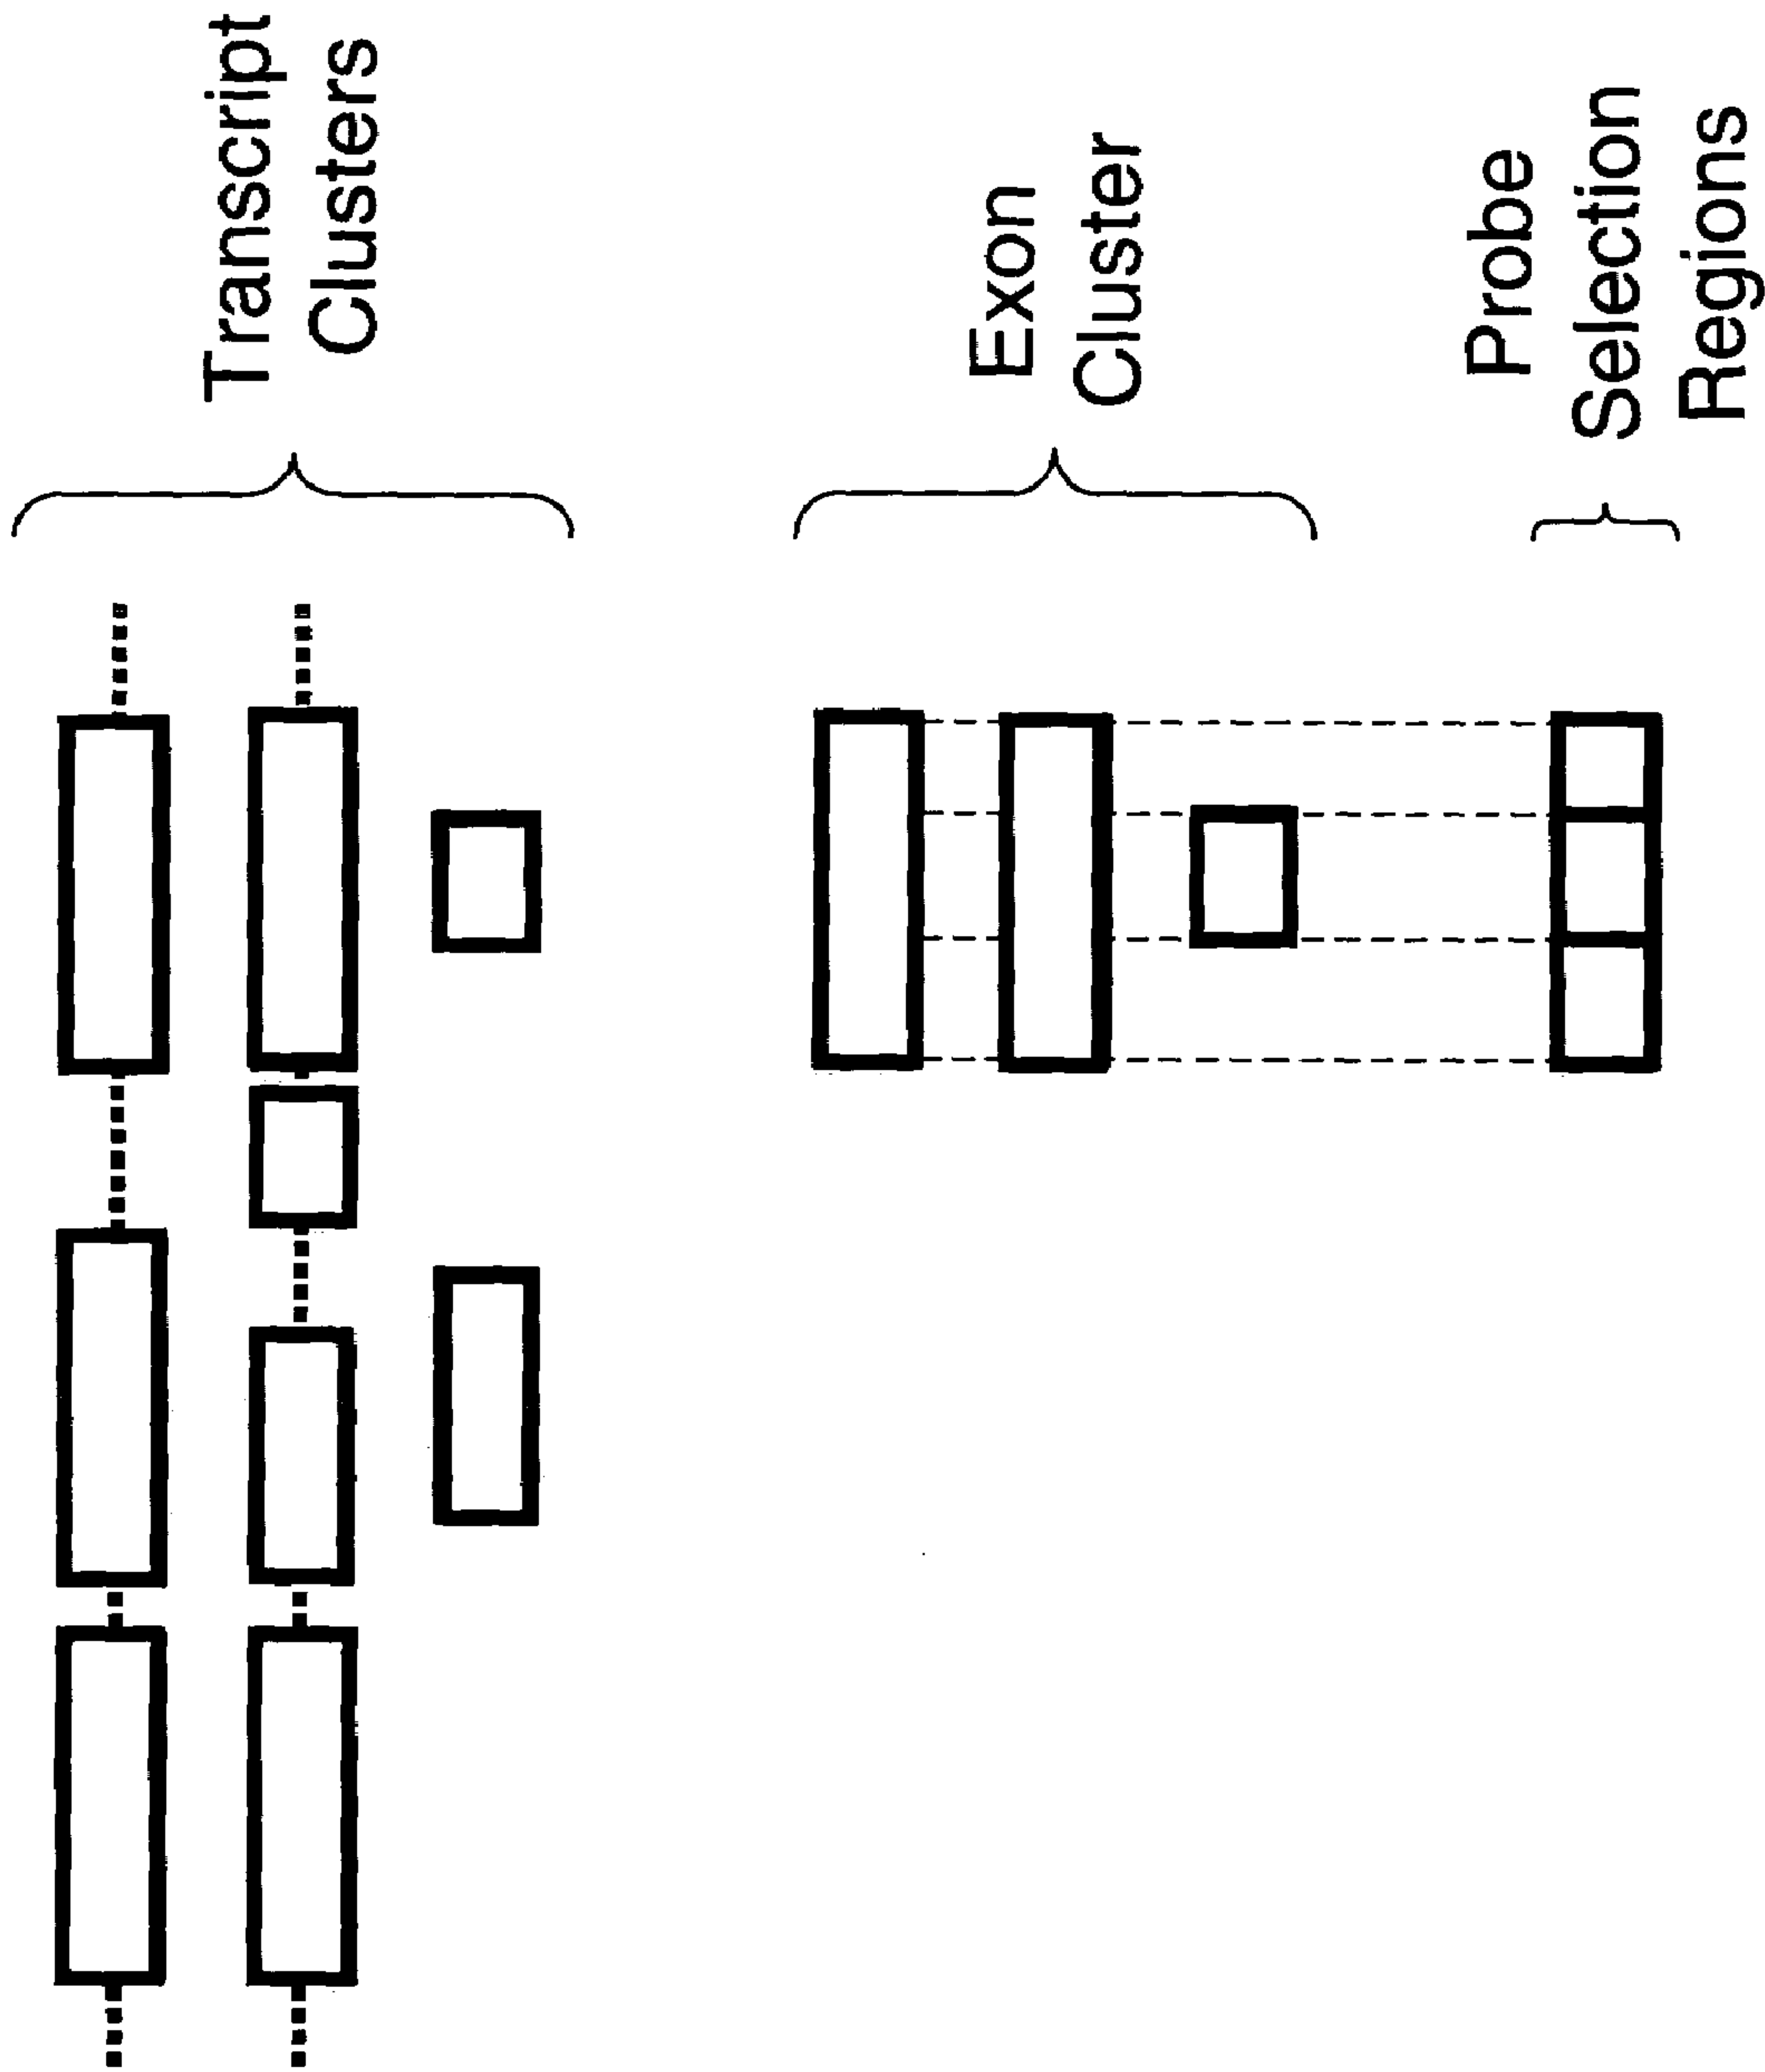 Transcript
Clusters
Exon
Cluster
Probe
Selection
Regions